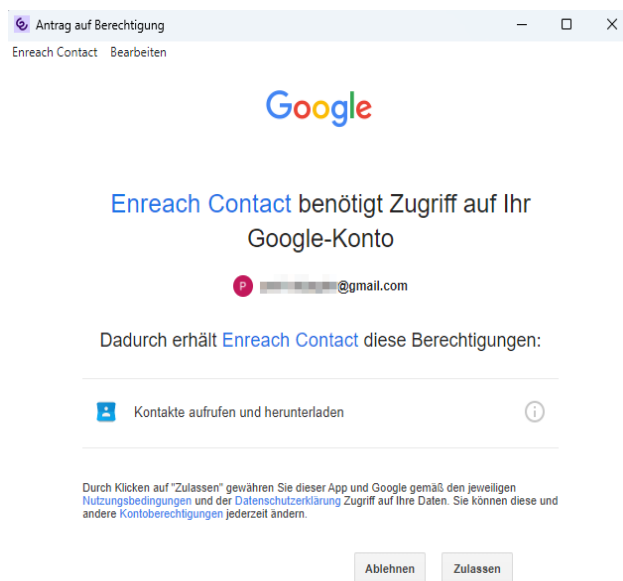 Antrag auf Berechtigung
Enreach Contact Bearbeiten
Google
Enreach Contact benötigt Zugriff auf Ihr
Google-Konto
P @gmail.com
Dadurch erhält Enreach Contact diese Berechtigungen:
Kontakte aufrufen und herunterladen
Durch Klicken auf "Zulassen" gewähren Sie dieser App und Google gemäß den jeweiligen
Nutzungsbedingungen und der Datenschutzerklärung Zugriff auf Ihre Daten. Sie können diese und
andere Kontoberechtigungen jederzeit ändern.
Ablehnen Zulassen